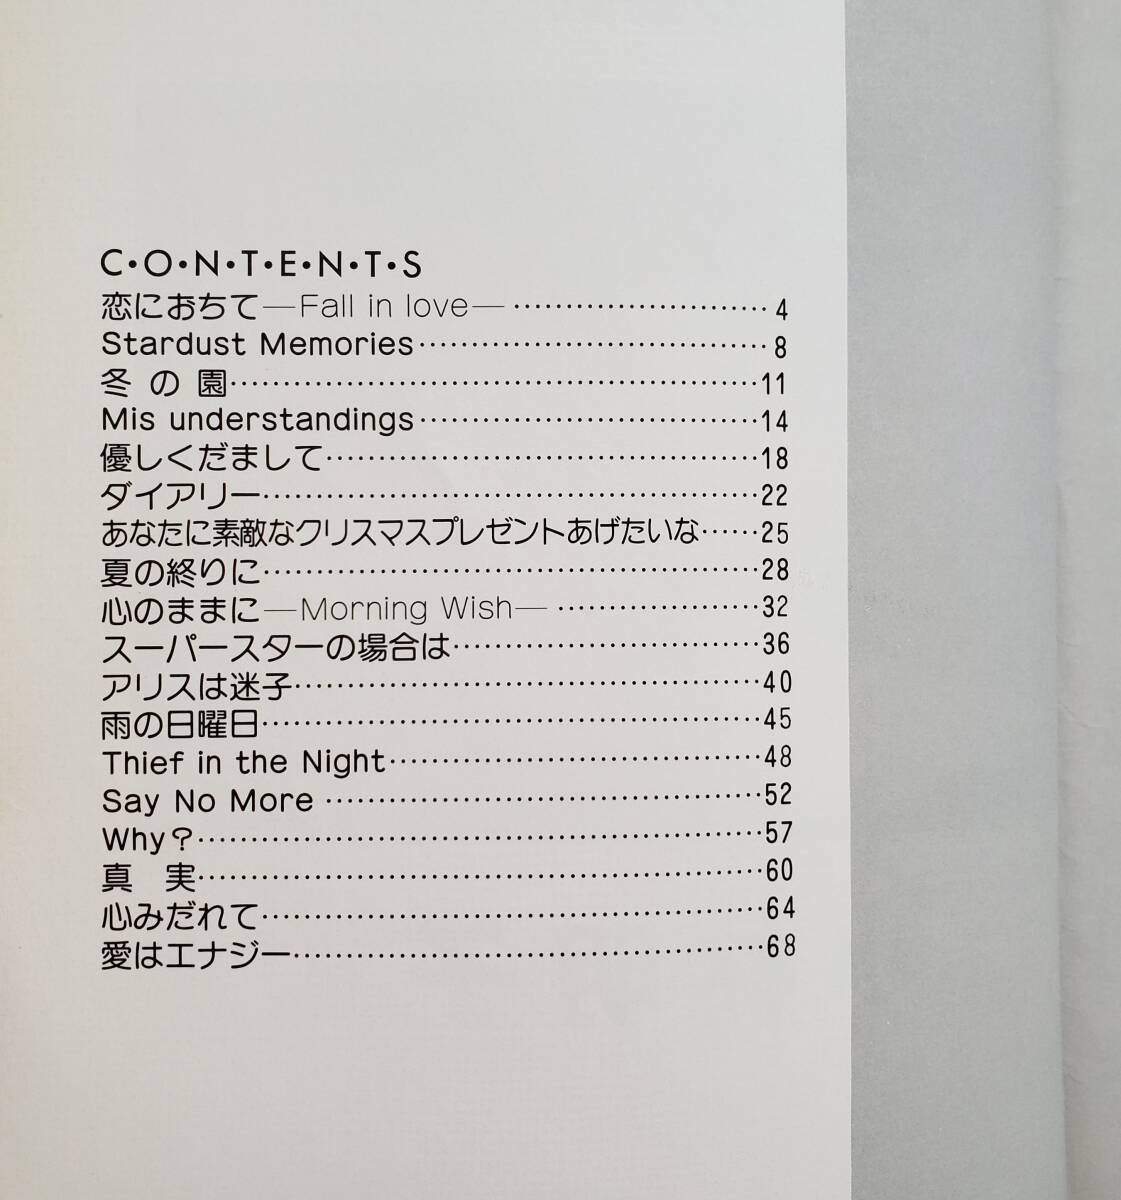 C・O・N・T・E・N・T・S
恋におちて―Fall in love― ………………………4
Stardust Memories………………………………8
冬の園………………………………………………11
Mis understandings………………………………14
優しくだまして………………………………………18
ダイアリー……………………………………………22
あなたに素敵なクリスマスプレゼントあげたいな……25
夏の終りに……………………………………………28
心のままに―Morning Wish― …………………32
スーパースターの場合は……………………………36
アリスは迷子…………………………………………40
雨の日曜日……………………………………………45
Thief in the Night…………………………………48
Say No More ………………………………………52
Why?…………………………………………………57
真 実…………………………………………………60
心みだれて……………………………………………64
愛はエナジー…………………………………………68